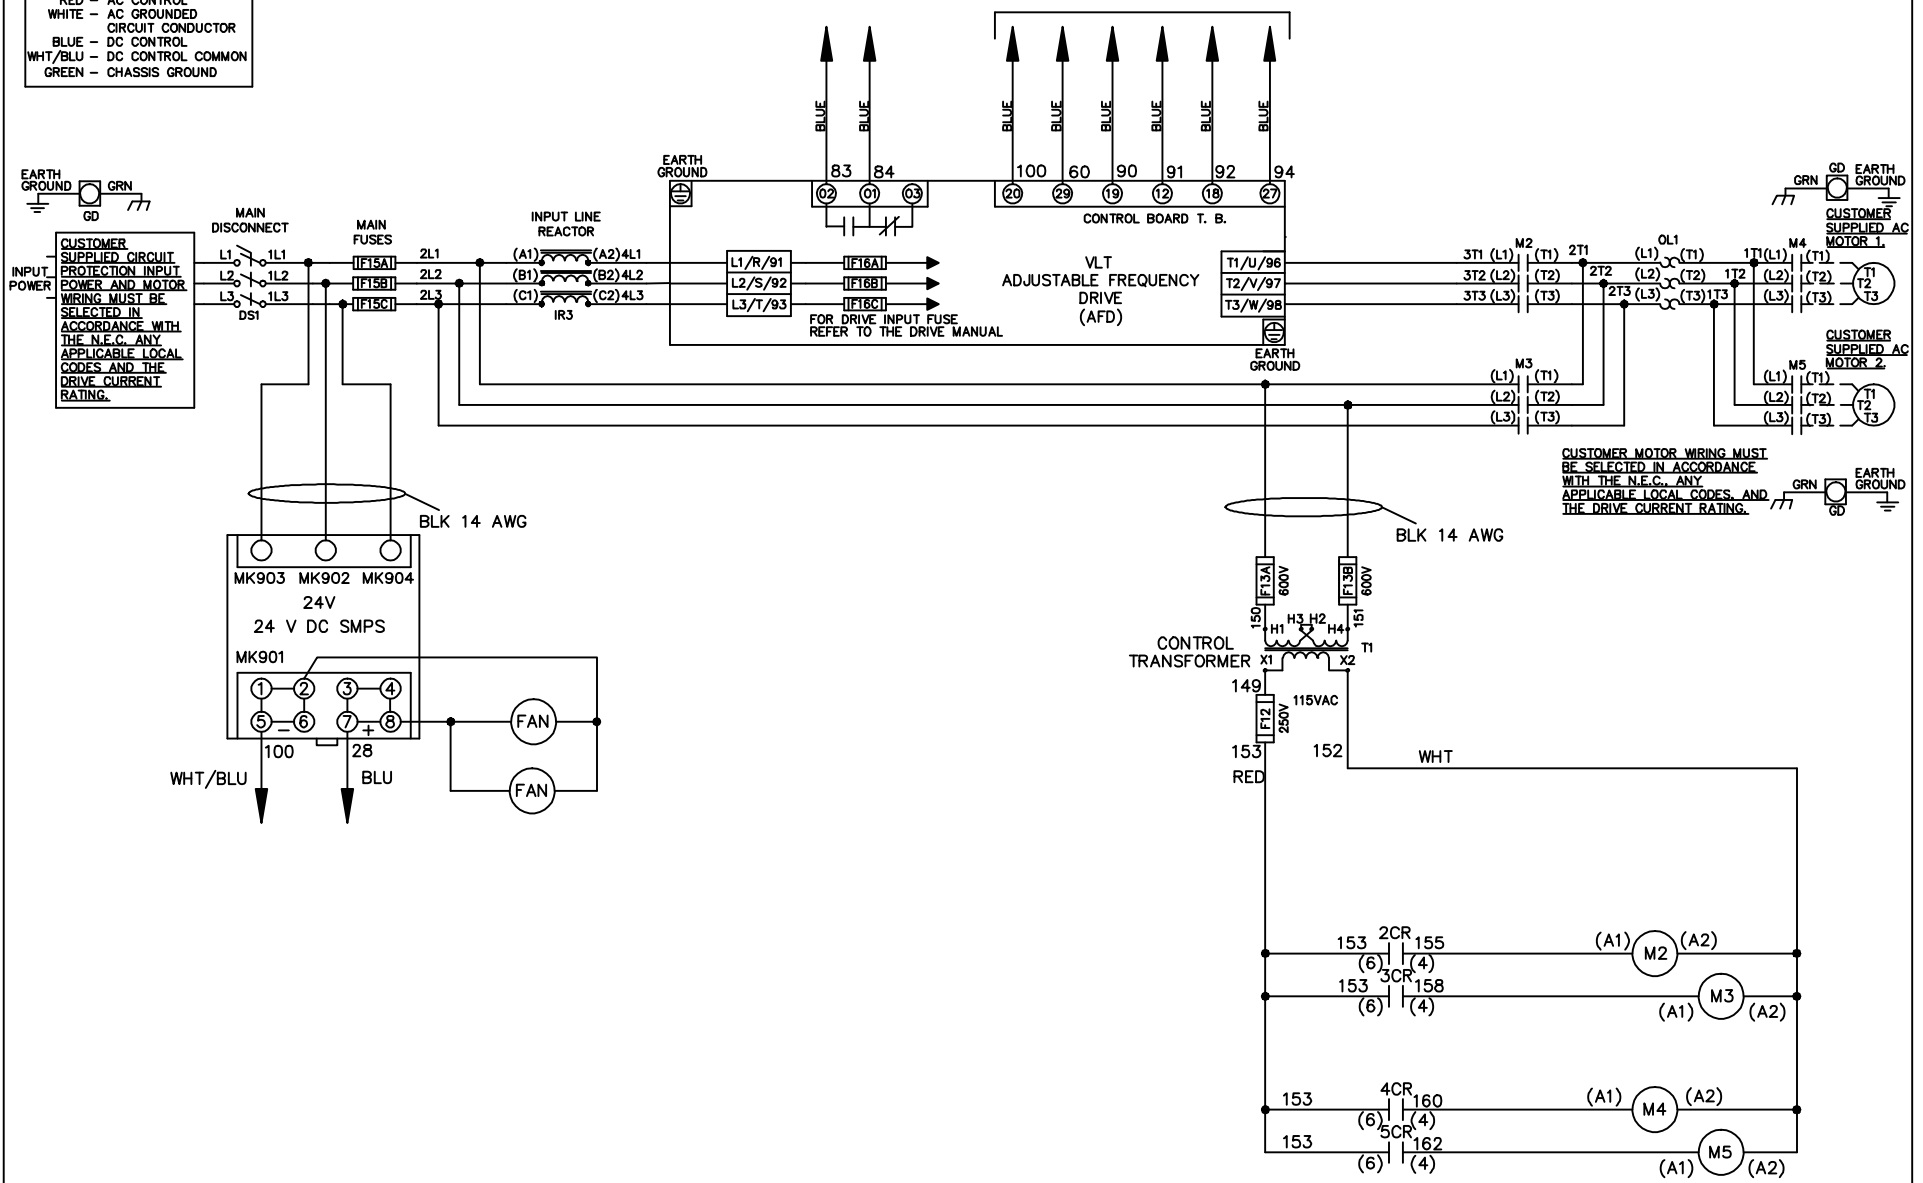 RED – AC CONTROL
WHITE – AC GROUNDED
CIRCUIT CONDUCTOR
BLUE – DC CONTROL
WHT/BLU – DC CONTROL COMMON
GREEN – CHASSIS GROUND
BLUE
BLUE
BLUE
BLUE
BLUE
BLUE
BLUE
BLUE
EARTH
GROUND
GRN
GD
EARTH
GROUND
83 84
02 01 03
100 60 90 91 92 94
20 29 19 12 18 27
CONTROL BOARD T. B.
GD
GRN
EARTH
GROUND
CUSTOMER
SUPPLIED AC
MOTOR 1.
INPUT
POWER
CUSTOMER
SUPPLIED CIRCUIT
PROTECTION INPUT
POWER AND MOTOR
WIRING MUST BE
SELECTED IN
ACCORDANCE WITH
THE N.E.C. ANY
APPLICABLE LOCAL
CODES AND THE
DRIVE CURRENT
RATING.
MAIN
DISCONNECT
L1 1L1
L2 1L2
L3 1L3
DS1
MAIN
FUSES
F15A
F15B
F15C
2L1
2L2
2L3
INPUT LINE
REACTOR
(A1) (A2) 4L1
(B1) (B2) 4L2
(C1) (C2) 4L3
IR3
L1/R/91
L2/S/92
L3/T/93
F16A
F16B
F16C
FOR DRIVE INPUT FUSE
REFER TO THE DRIVE MANUAL
VLT
ADJUSTABLE FREQUENCY
DRIVE
(AFD)
T1/U/96
T2/V/97
T3/W/98
EARTH
GROUND
M2
3T1 (L1) (T1) 2T1
3T2 (L2) (T2) 2T2
3T3 (L3) (T3) 2T3
OL1
(L1) (T1) 1T1
(L2) (T2) 1T2
(L3) (T3) 1T3
M4
(L1) (T1)
(L2) (T2)
(L3) (T3)
T1
T2
T3
M3
(L1) (T1)
(L2) (T2)
(L3) (T3)
CUSTOMER
SUPPLIED AC
MOTOR 2.
M5
(L1) (T1)
(L2) (T2)
(L3) (T3)
T1
T2
T3
CUSTOMER MOTOR WIRING MUST
BE SELECTED IN ACCORDANCE
WITH THE N.E.C., ANY
APPLICABLE LOCAL CODES, AND
THE DRIVE CURRENT RATING.
GRN
GD
EARTH
GROUND
BLK 14 AWG
MK903 MK902 MK904
24V
24 V DC SMPS
MK901
1 2 3 4
5 6 7 8
– +
100 28
WHT/BLU
BLU
FAN
FAN
BLK 14 AWG
F13A
600V
F13B
600V
150
151
H1 H3 H2 H4
T1
CONTROL
TRANSFORMER
X1 X2
149
F12
250V
115VAC
153
RED
152
WHT
2CR
153 155
(6) (4)
(A1) M2 (A2)
3CR
153 158
(6) (4)
(A1) M3 (A2)
4CR
153 160
(6) (4)
(A1) M4 (A2)
5CR
153 162
(6) (4)
(A1) M5 (A2)